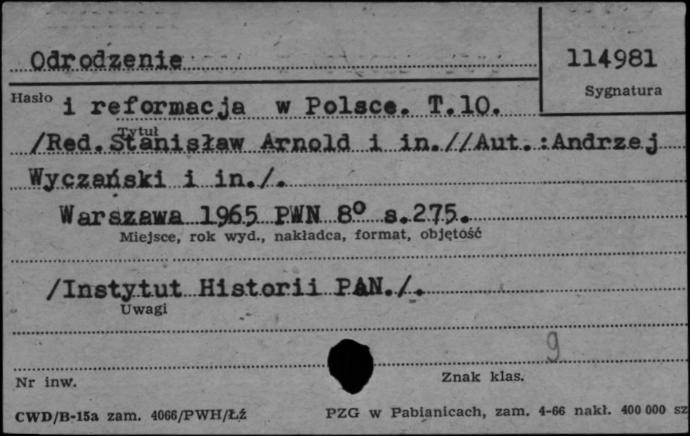 Odrodzenie
114981
Sygnatura
Hasło
i reformacja w Polsce. T.10.
Tytuł
/Red.Stanisław Arnold i in.//Aut.:Andrzej
Wyczański i in./.
Warszawa 1965 PWN 8º s.275.
Miejsce, rok wyd., nakładca, format, objętość
/Instytut Historii PAN./.
Uwagi
9
Nr inw.
Znak klas.
CWD/B-15a zam. 4066/PWH/Łź
PZG w Pabianicach, zam. 4-66 nakł. 400 000 sz